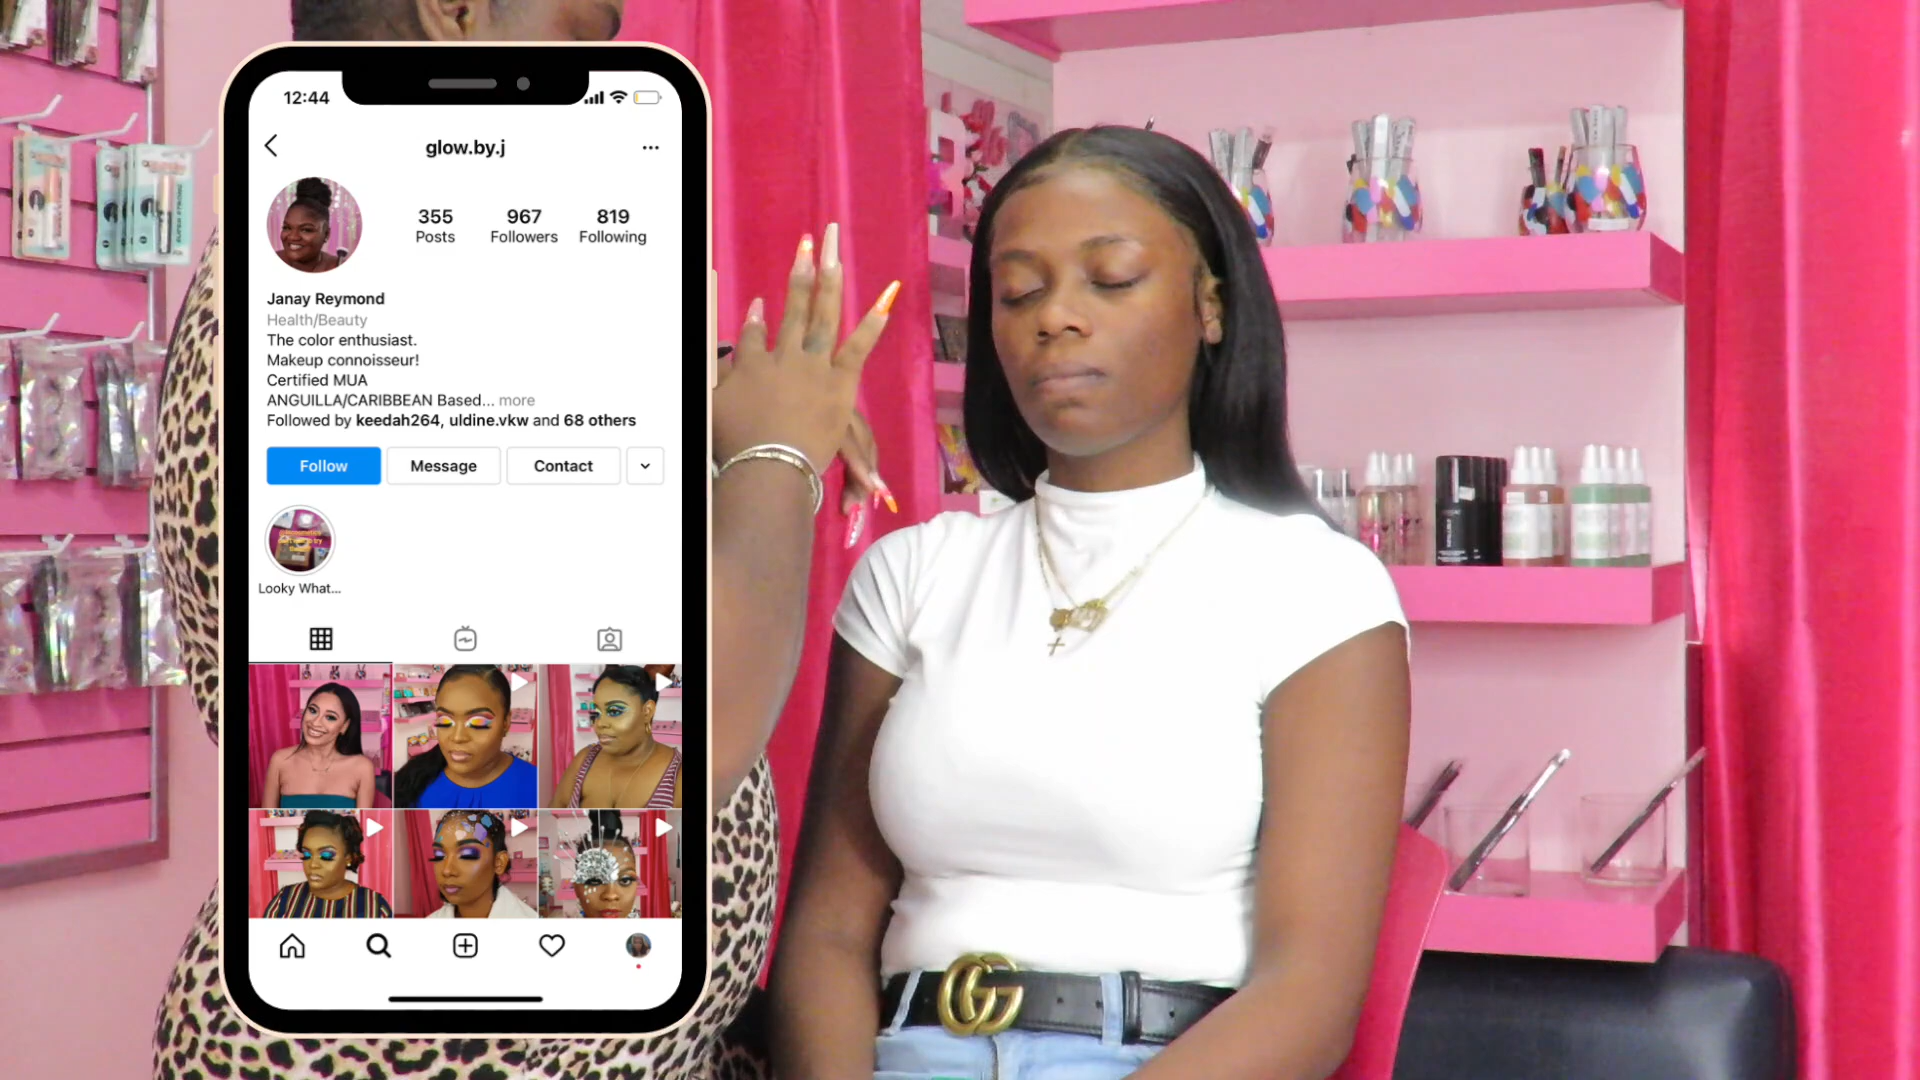 12:44
glow.by.j
355
Posts
967
Followers
819
Following
Janay Reymond
Health/Beauty
The color enthusiast.
Makeup connoisseur!
Certified MUA
ANGUILLA/CARIBBEAN Based... more
Followed by keedah264, uldine.vkw and 68 others
Follow
Message
Contact
Looky What...